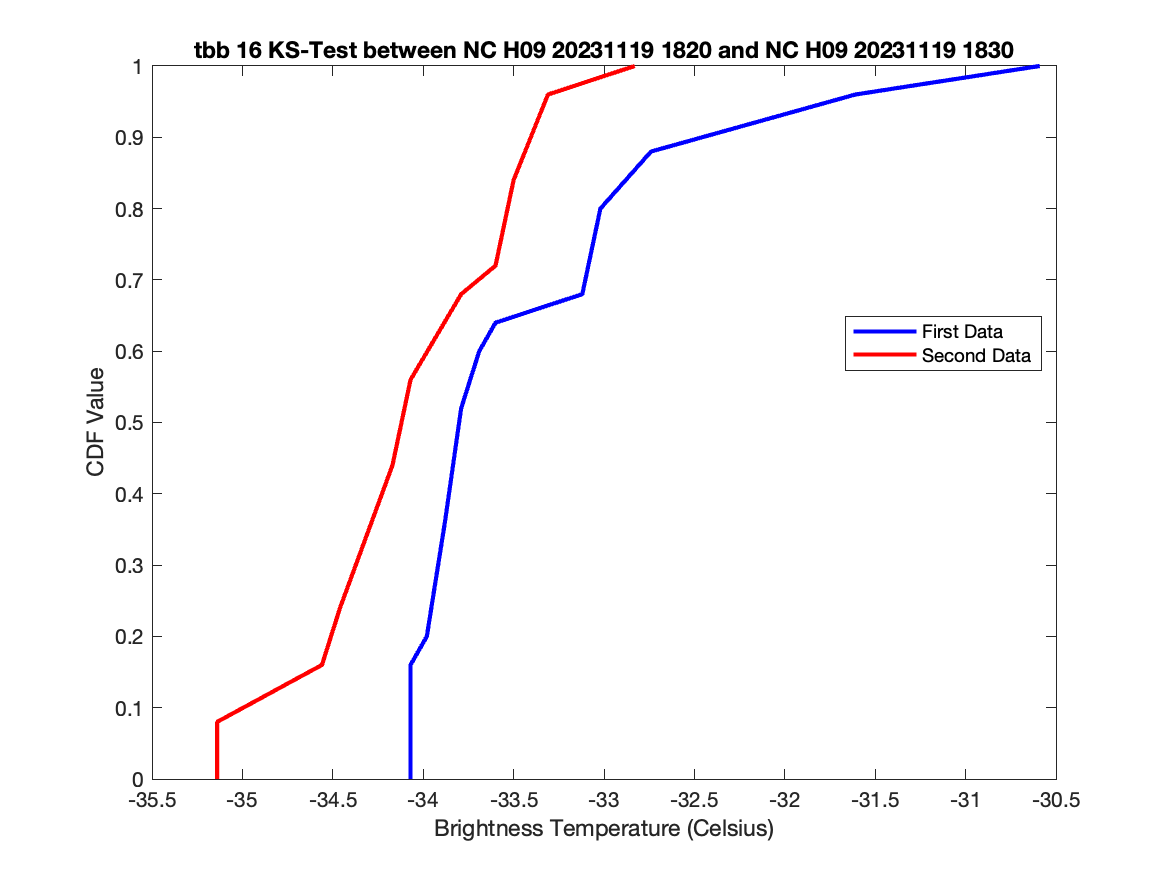 tbb 16 KS-Test between NC H09 20231119 1820 and NC H09 20231119 1830
1
0.9
0.8
0.7
0.6
0.5
0.4
0.3
0.2
0.1
0
CDF Value
First Data
Second Data
-35.5 -35 -34.5 -34 -33.5 -33 -32.5 -32 -31.5 -31 -30.5
Brightness Temperature (Celsius)